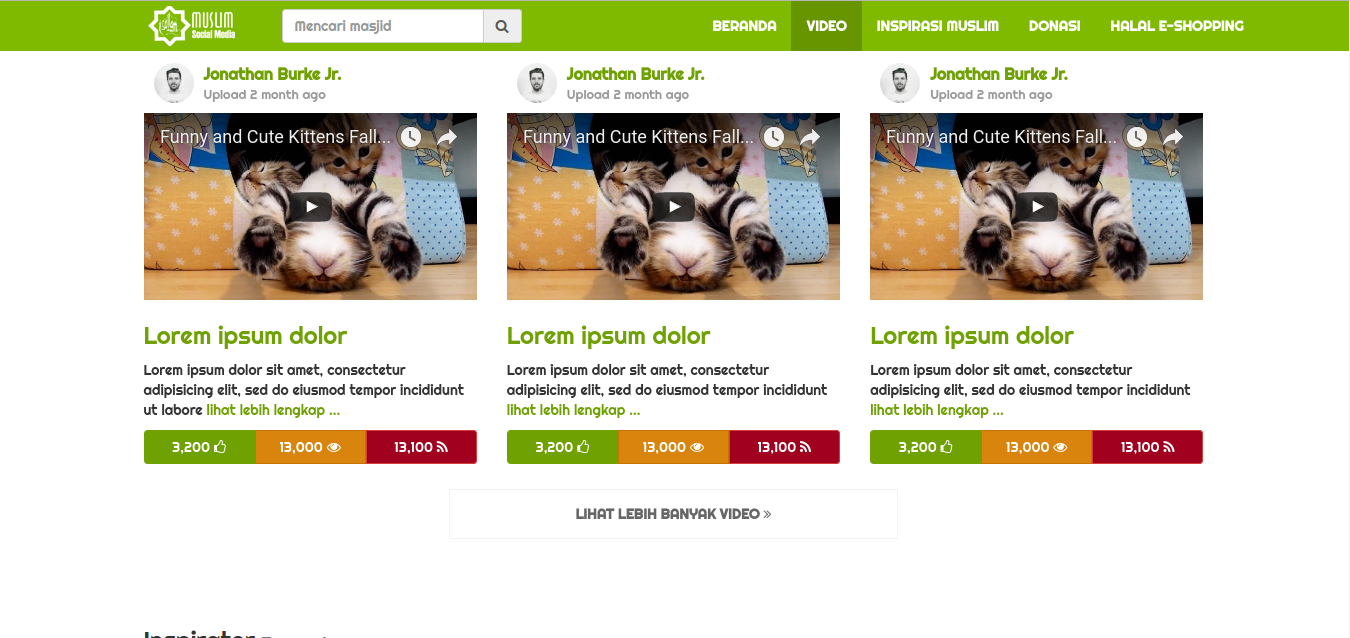 MUSLIM
Social Media
Mencari masjid
BERANDA
VIDEO
INSPIRASI MUSLIM
DONASI
HALAL E-SHOPPING
Jonathan Burke Jr.
Upload 2 month ago
Funny and Cute Kittens Fall...
Lorem ipsum dolor
Lorem ipsum dolor sit amet, consectetur
adipisicing elit, sed do eiusmod tempor incididunt
ut labore lihat lebih lengkap ...
3,200
13,000
13,100
Jonathan Burke Jr.
Upload 2 month ago
Funny and Cute Kittens Fall...
Lorem ipsum dolor
Lorem ipsum dolor sit amet, consectetur
adipisicing elit, sed do eiusmod tempor incididunt
lihat lebih lengkap ...
3,200
13,000
13,100
Jonathan Burke Jr.
Upload 2 month ago
Funny and Cute Kittens Fall...
Lorem ipsum dolor
Lorem ipsum dolor sit amet, consectetur
adipisicing elit, sed do eiusmod tempor incididunt
lihat lebih lengkap ...
3,200
13,000
13,100
LIHAT LEBIH BANYAK VIDEO »